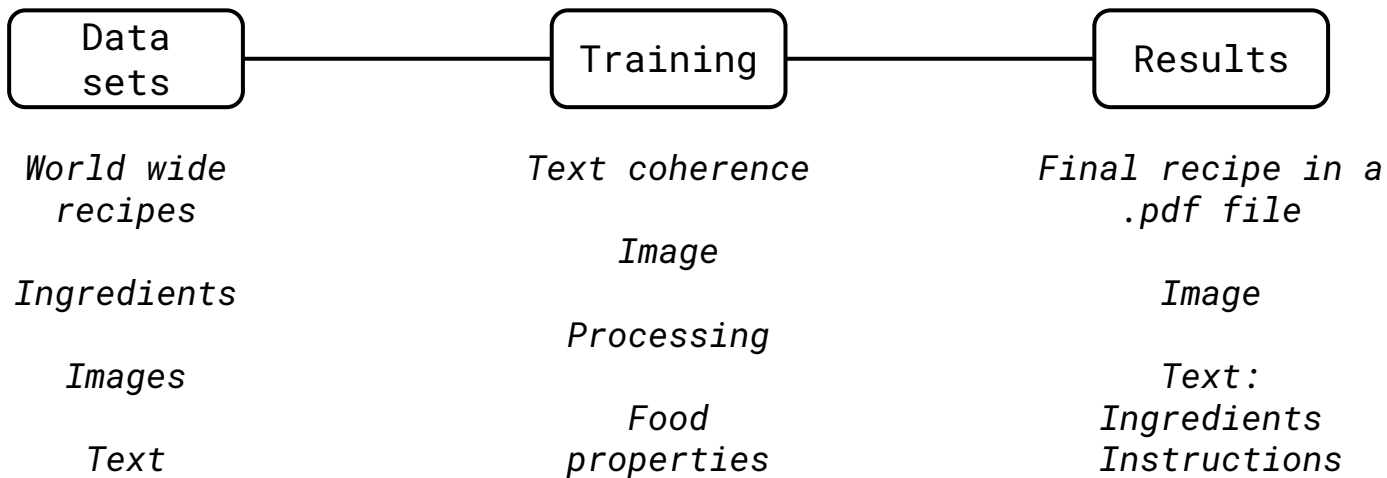 Data
sets
Training
Results
World wide
recipes
Ingredients
Images
Text
Text coherence
Image
Processing
Food
properties
Final recipe in a
.pdf file
Image
Text:
Ingredients
Instructions